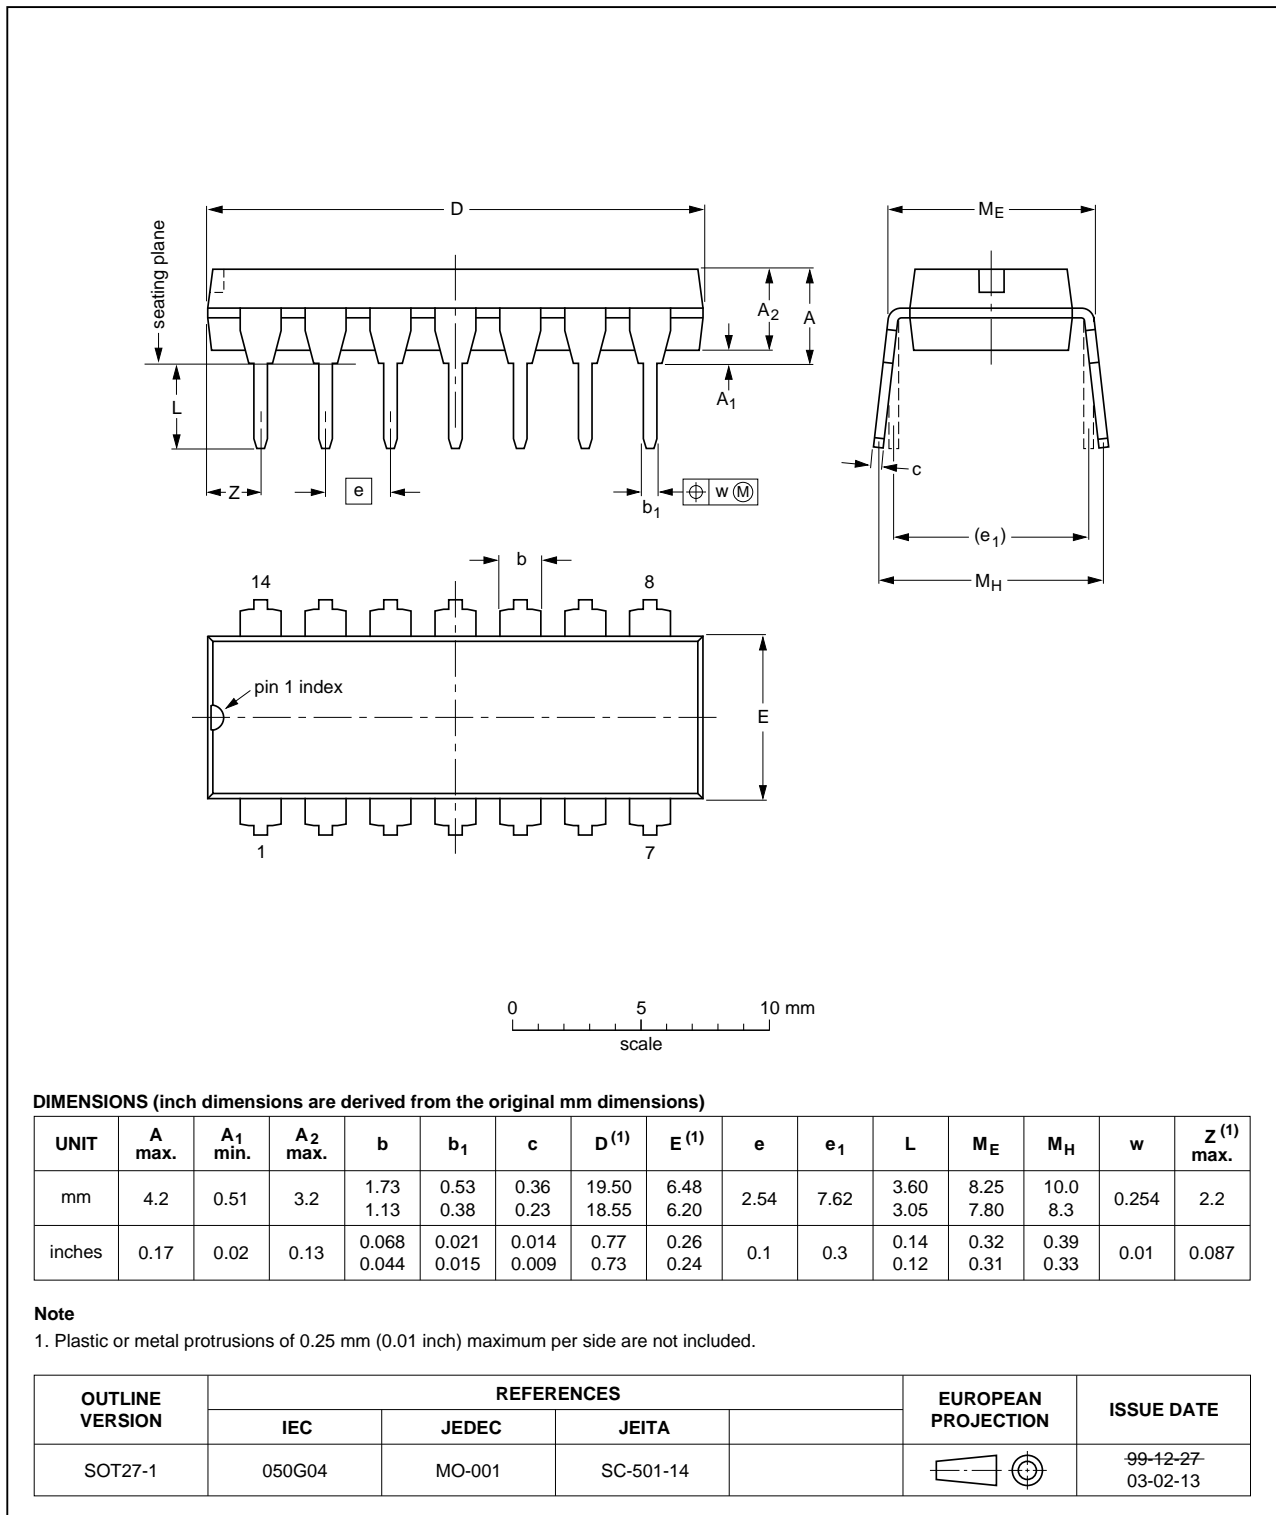 D
ME
seating plane
A2
A
A1
L
Z
e
b1
w M
c
(e1)
MH
b
14
8
pin 1 index
E
1
7
0 5 10 mm
scale
DIMENSIONS (inch dimensions are derived from the original mm dimensions)
UNIT A max. A1 min. A2 max. b b1 c D(1) E(1) e e1 L ME MH w Z(1) max.
mm 4.2 0.51 3.2 1.73 1.13 0.53 0.38 0.36 0.23 19.50 18.55 6.48 6.20 2.54 7.62 3.60 3.05 8.25 7.80 10.0 8.3 0.254 2.2
inches 0.17 0.02 0.13 0.068 0.044 0.021 0.015 0.014 0.009 0.77 0.73 0.26 0.24 0.1 0.3 0.14 0.12 0.32 0.31 0.39 0.33 0.01 0.087
Note
1. Plastic or metal protrusions of 0.25 mm (0.01 inch) maximum per side are not included.
OUTLINE VERSION REFERENCES EUROPEAN PROJECTION ISSUE DATE
IEC JEDEC JEITA
SOT27-1 050G04 MO-001 SC-501-14 99-12-27
03-02-13